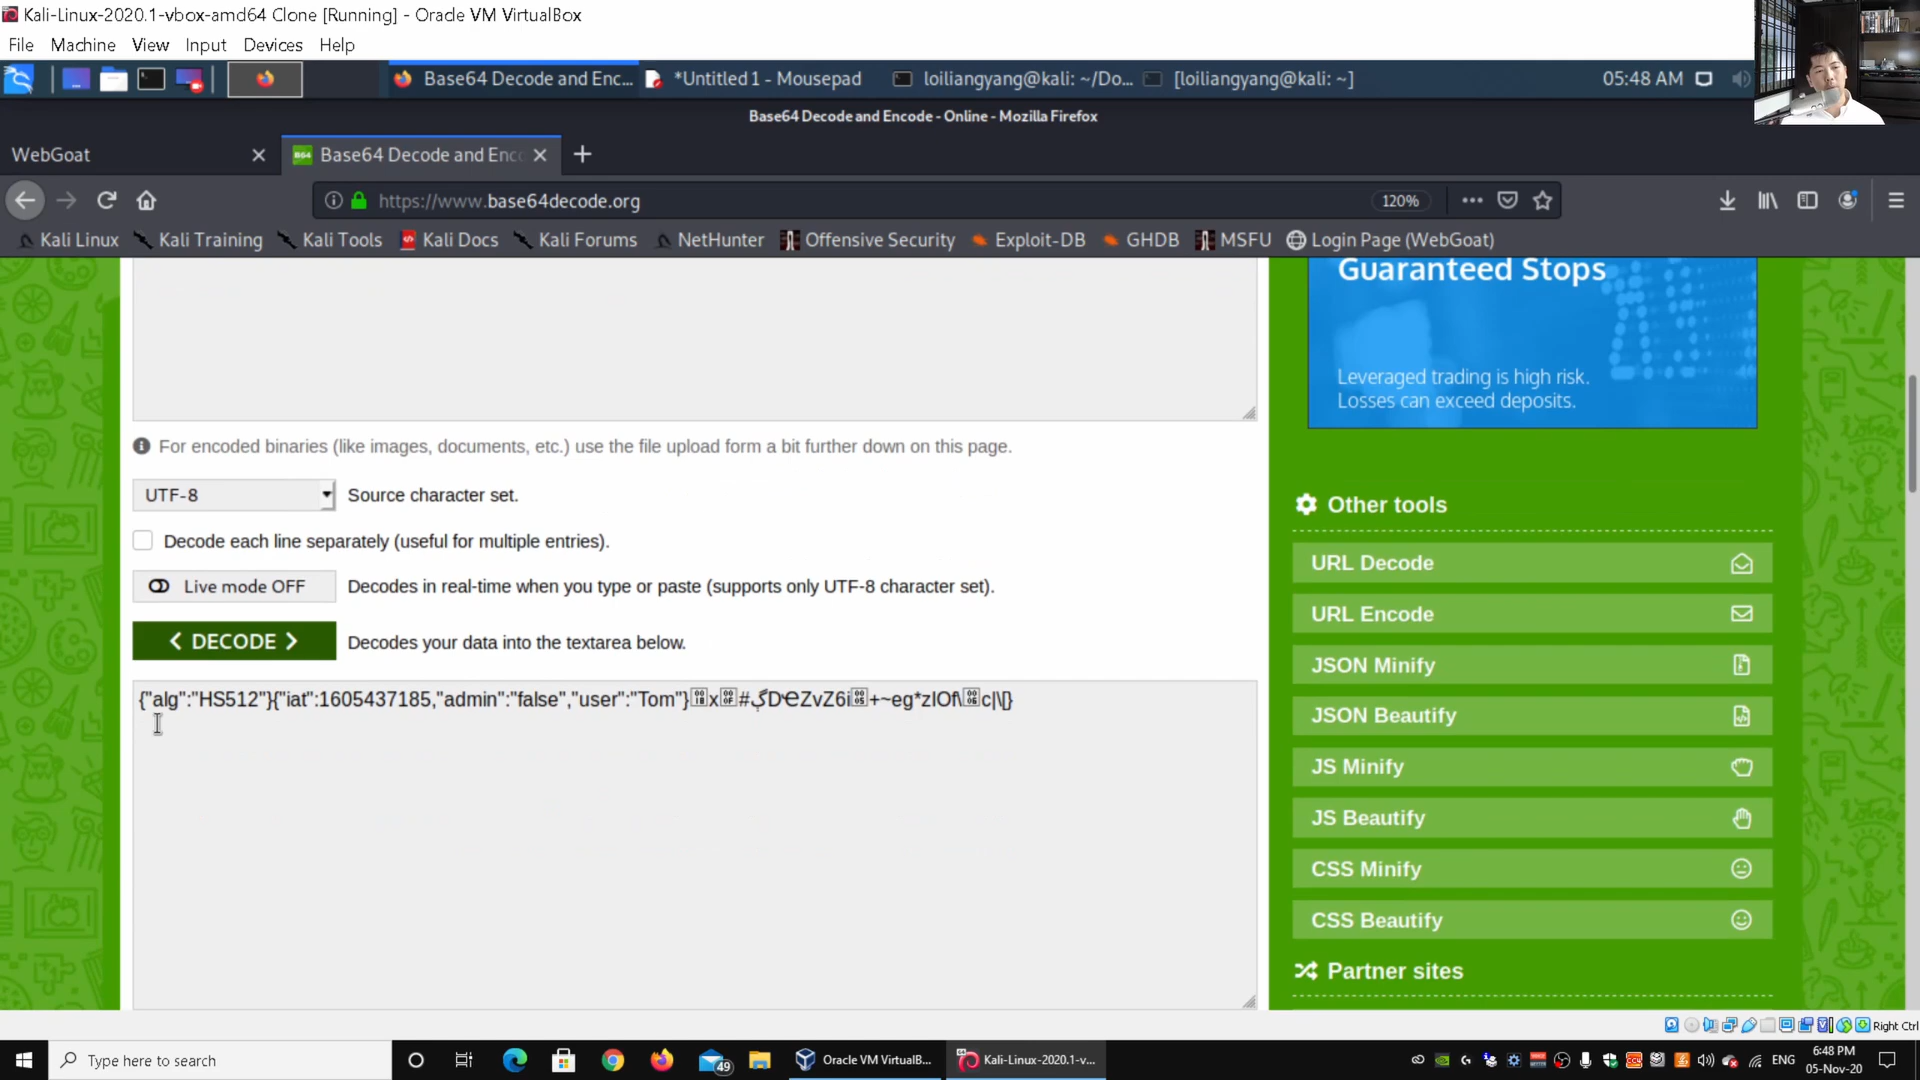 Kali-Linux-2020.1-vbox-amd64 Clone [Running] - Oracle VM VirtualBox
File Machine View Input Devices Help
Base64 Decode and Enc... *Untitled 1 - Mousepad loiliangyang@kali: ~/Do... [loiliangyang@kali: ~] 05:48 AM
Base64 Decode and Encode - Online - Mozilla Firefox
WebGoat Base64 Decode and Enco
https://www.base64decode.org 120%
Kali Linux Kali Training Kali Tools Kali Docs Kali Forums NetHunter Offensive Security Exploit-DB GHDB MSFU Login Page (WebGoat)
Guaranteed Stops
Leveraged trading is high risk.
Losses can exceed deposits.
For encoded binaries (like images, documents, etc.) use the file upload form a bit further down on this page.
UTF-8 Source character set.
Decode each line separately (useful for multiple entries).
Live mode OFF Decodes in real-time when you type or paste (supports only UTF-8 character set).
< DECODE > Decodes your data into the textarea below.
{"alg":"HS512"}{"iat":1605437185,"admin":"false","user":"Tom"}
Other tools
URL Decode
URL Encode
JSON Minify
JSON Beautify
JS Minify
JS Beautify
CSS Minify
CSS Beautify
Partner sites
Right Ctrl
Type here to search
49
Oracle VM VirtualB... Kali-Linux-2020.1-v...
ENG
6:48 PM
05-Nov-20